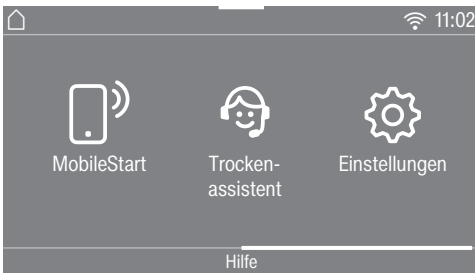 11:02
MobileStart
Trocken-
assistent
Einstellungen
Hilfe